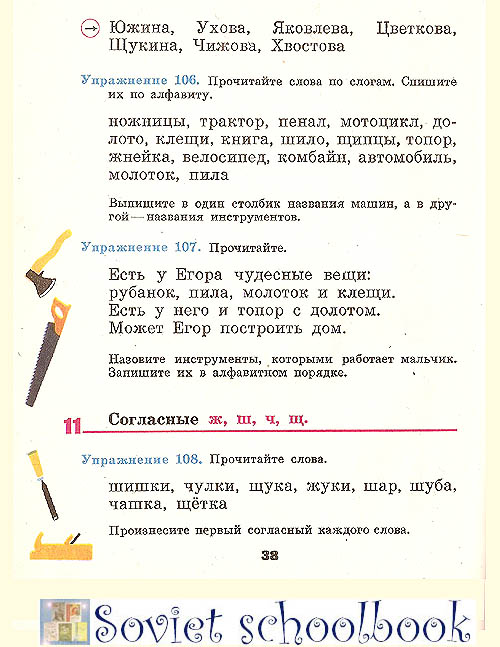 Южина, Ухова, Яковлева, Цветкова,
Щукина, Чижова, Хвостова
Упражнение 106. Прочитайте слова по слогам. Спишите
их по алфавиту.
ножницы, трактор, пенал, мотоцикл, до-
лото, клещи, книга, шило, щипцы, топор,
жнейка, велосипед, комбайн, автомобиль,
молоток, пила
Выпишите в один столбик названия машин, а в дру-
гой — названия инструментов.
Упражнение 107. Прочитайте.
Есть у Егора чудесные вещи:
рубанок, пила, молоток и клещи.
Есть у него и топор с долотом.
Может Егор построить дом.
Назовите инструменты, которыми работает мальчик.
Запишите их в алфавитном порядке.
11 Согласные ж, ш, ч, щ.
Упражнение 108. Прочитайте слова.
шишки, чулки, щука, жуки, шар, шуба,
чашка, щётка
Произнесите первый согласный каждого слова.
38
Soviet schoolbook